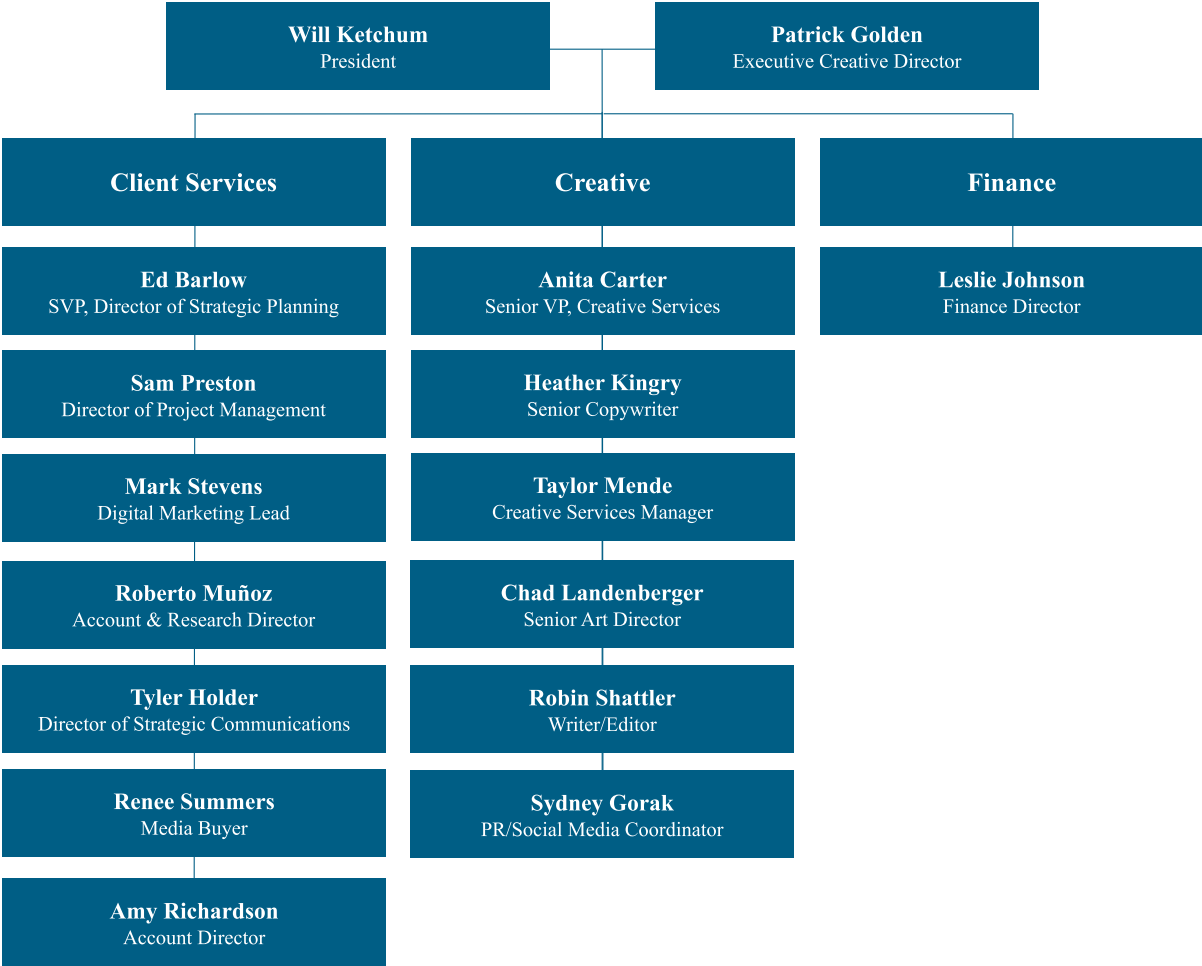 Will Ketchum
President
Patrick Golden
Executive Creative Director
Client Services
Ed Barlow
SVP, Director of Strategic Planning
Sam Preston
Director of Project Management
Mark Stevens
Digital Marketing Lead
Roberto Muñoz
Account & Research Director
Tyler Holder
Director of Strategic Communications
Renee Summers
Media Buyer
Amy Richardson
Account Director
Creative
Anita Carter
Senior VP, Creative Services
Heather Kingry
Senior Copywriter
Taylor Mende
Creative Services Manager
Chad Landenberger
Senior Art Director
Robin Shattler
Writer/Editor
Sydney Gorak
PR/Social Media Coordinator
Finance
Leslie Johnson
Finance Director